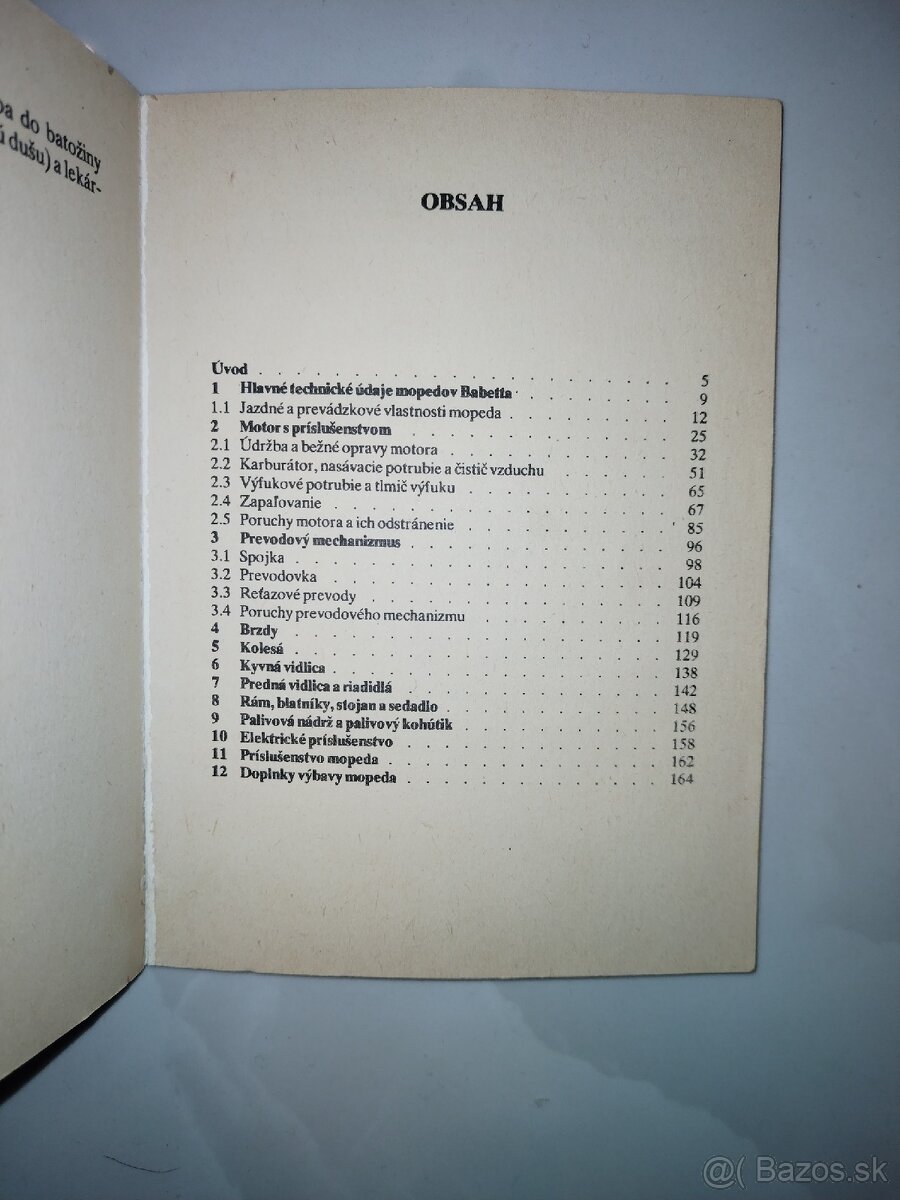 do batožiny
dušu) a lekár-
OBSAH
Úvod . . . . . . . . . . . . . . . . 5
1 Hlavné technické údaje mopedov Babetta . . . . . . . 9
1.1 Jazdné a prevádzkové vlastnosti mopeda . . . . . . . 12
2 Motor s príslušenstvom . . . . . . . . . . 25
2.1 Údržba a bežné opravy motora . . . . . . . . 32
2.2 Karburátor, nasávacie potrubie a čistič vzduchu . . . . . 51
2.3 Výfukové potrubie a tlmič výfuku . . . . . . . . 65
2.4 Zapaľovanie . . . . . . . . . . . . . 67
2.5 Poruchy motora a ich odstránenie . . . . . . . . 85
3 Prevodový mechanizmus . . . . . . . . . . 96
3.1 Spojka . . . . . . . . . . . . . . . 98
3.2 Prevodovka . . . . . . . . . . . . . 104
3.3 Reťazové prevody . . . . . . . . . . . 109
3.4 Poruchy prevodového mechanizmu . . . . . . . 116
4 Brzdy . . . . . . . . . . . . . . . 119
5 Kolesá . . . . . . . . . . . . . . . 129
6 Kyvná vidlica . . . . . . . . . . . . . 138
7 Predná vidlica a riadidlá . . . . . . . . . . 142
8 Rám, blatníky, stojan a sedadlo . . . . . . . . 148
9 Palivová nádrž a palivový kohútik . . . . . . . . 156
10 Elektrické príslušenstvo . . . . . . . . . . 158
11 Príslušenstvo mopeda . . . . . . . . . . . 162
12 Doplnky výbavy mopeda . . . . . . . . . . 164
@( Bazos.sk